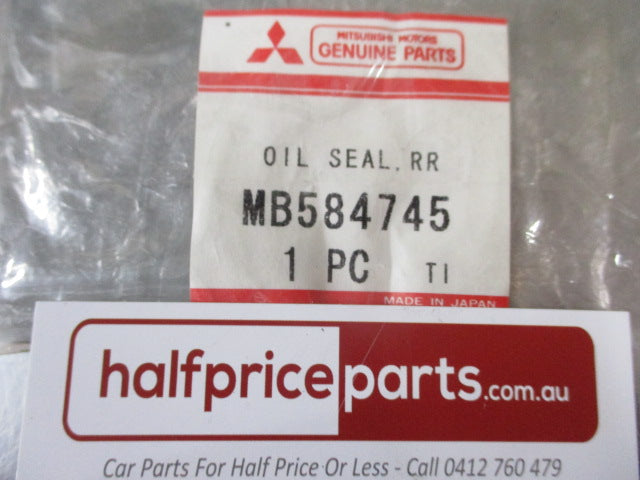 MITSUBISHI MOTORS
GENUINE PARTS
OIL SEAL, RR
MB584745
1 PC TI
MADE IN JAPAN
halfpriceparts.com.au
Car Parts For Half Price Or Less - Call 0412 760 479